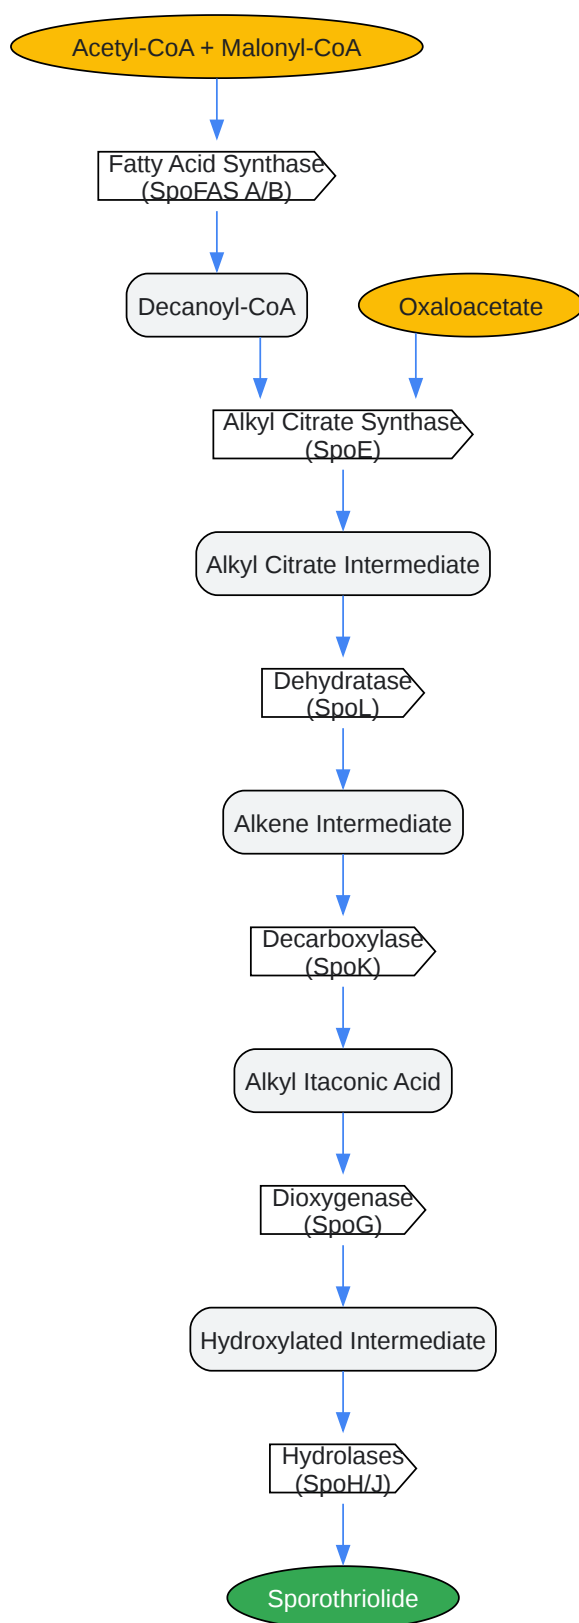 Acetyl-CoA + Malonyl-CoA
Fatty Acid Synthase
(SpoFAS A/B)
Decanoyl-CoA
Oxaloacetate
Alkyl Citrate Synthase
(SpoE)
Alkyl Citrate Intermediate
Dehydratase
(SpoL)
Alkene Intermediate
Decarboxylase
(SpoK)
Alkyl Itaconic Acid
Dioxygenase
(SpoG)
Hydroxylated Intermediate
Hydrolases
(SpoH/J)
Sporothriolide